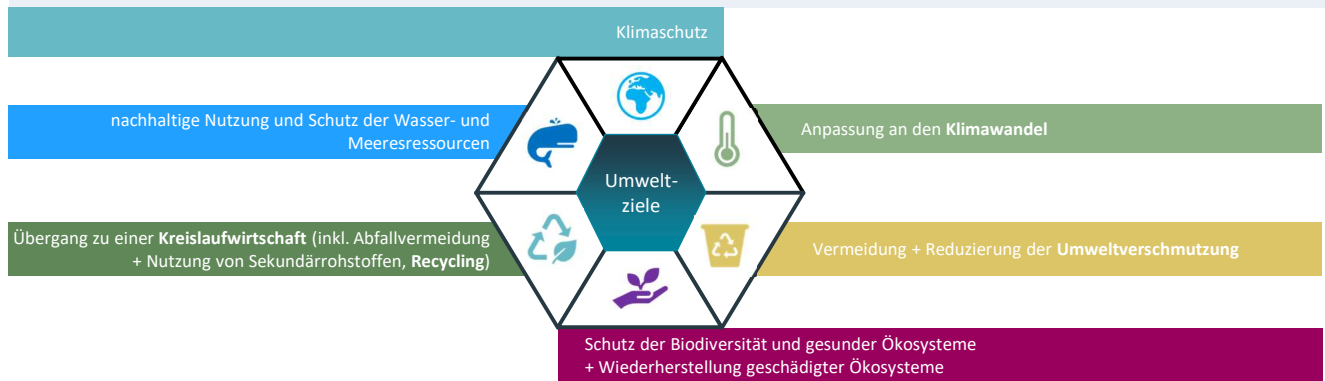 Klimaschutz
nachhaltige Nutzung und Schutz der Wasser- und
Meeresressourcen
Anpassung an den Klimawandel
Umwelt-
ziele
Übergang zu einer Kreislaufwirtschaft (inkl. Abfallvermeidung
+ Nutzung von Sekundärrohstoffen, Recycling)
Vermeidung + Reduzierung der Umweltverschmutzung
Schutz der Biodiversität und gesunder Ökosysteme
+ Wiederherstellung geschädigter Ökosysteme